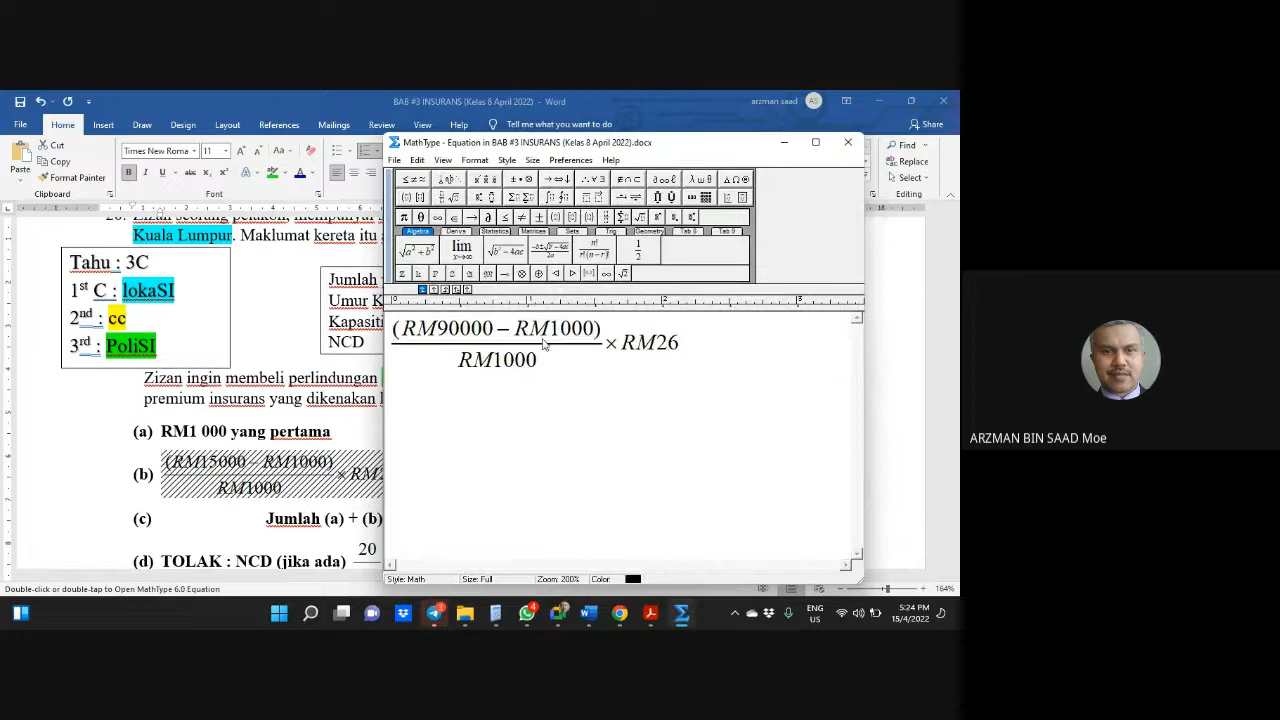 BAB #3 INSURANS (Kelas 8 April 2022) - Word
arzman saad
AS
File Home Insert Draw Design Layout References Mailings Review View Help Tell me what you want to do
Share
MathType - Equation in BAB #3 INSURANS (Kelas 8 April 2022).docx
File Edit View Format Style Size Preferences Help
Paste
Cut
Copy
Format Painter
Clipboard
Times New Roma
11
Font
Find
Replace
Select
Editing
Algebra Derivs Statistics Matrices Sets Trig Geometry Tab 8 Tab 9
Kuala Lumpur. Maklumat kereta itu
Tahu : 3C
1st C : lokaSI
2nd : cc
3rd : PoliSI
Jumlah
Umur K
Kapasiti
NCD
Zizan ingin membeli perlindungan
premium insurans yang dikenakan
(a) RM1 000 yang pertama
(b) (RM15000 − RM1000)
RM1000
× RM2
(c) Jumlah (a) + (b)
(d) TOLAK : NCD (jika ada) 20
(RM90000 − RM1000)
RM1000
× RM26
Style: Math Size: Full Zoom: 200% Color:
Double-click or double-tap to Open MathType 6.0 Equation
164%
ENG
US
5:24 PM
15/4/2022
ARZMAN BIN SAAD Moe